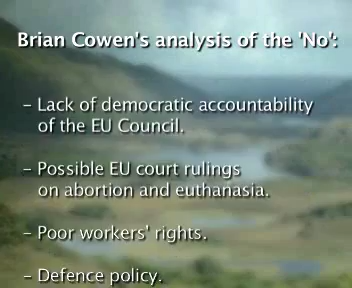 Brian Cowen's analysis of the 'No':
- Lack of democratic accountability
of the EU Council.
- Possible EU court rulings
on abortion and euthanasia.
- Poor workers' rights.
- Defence policy.